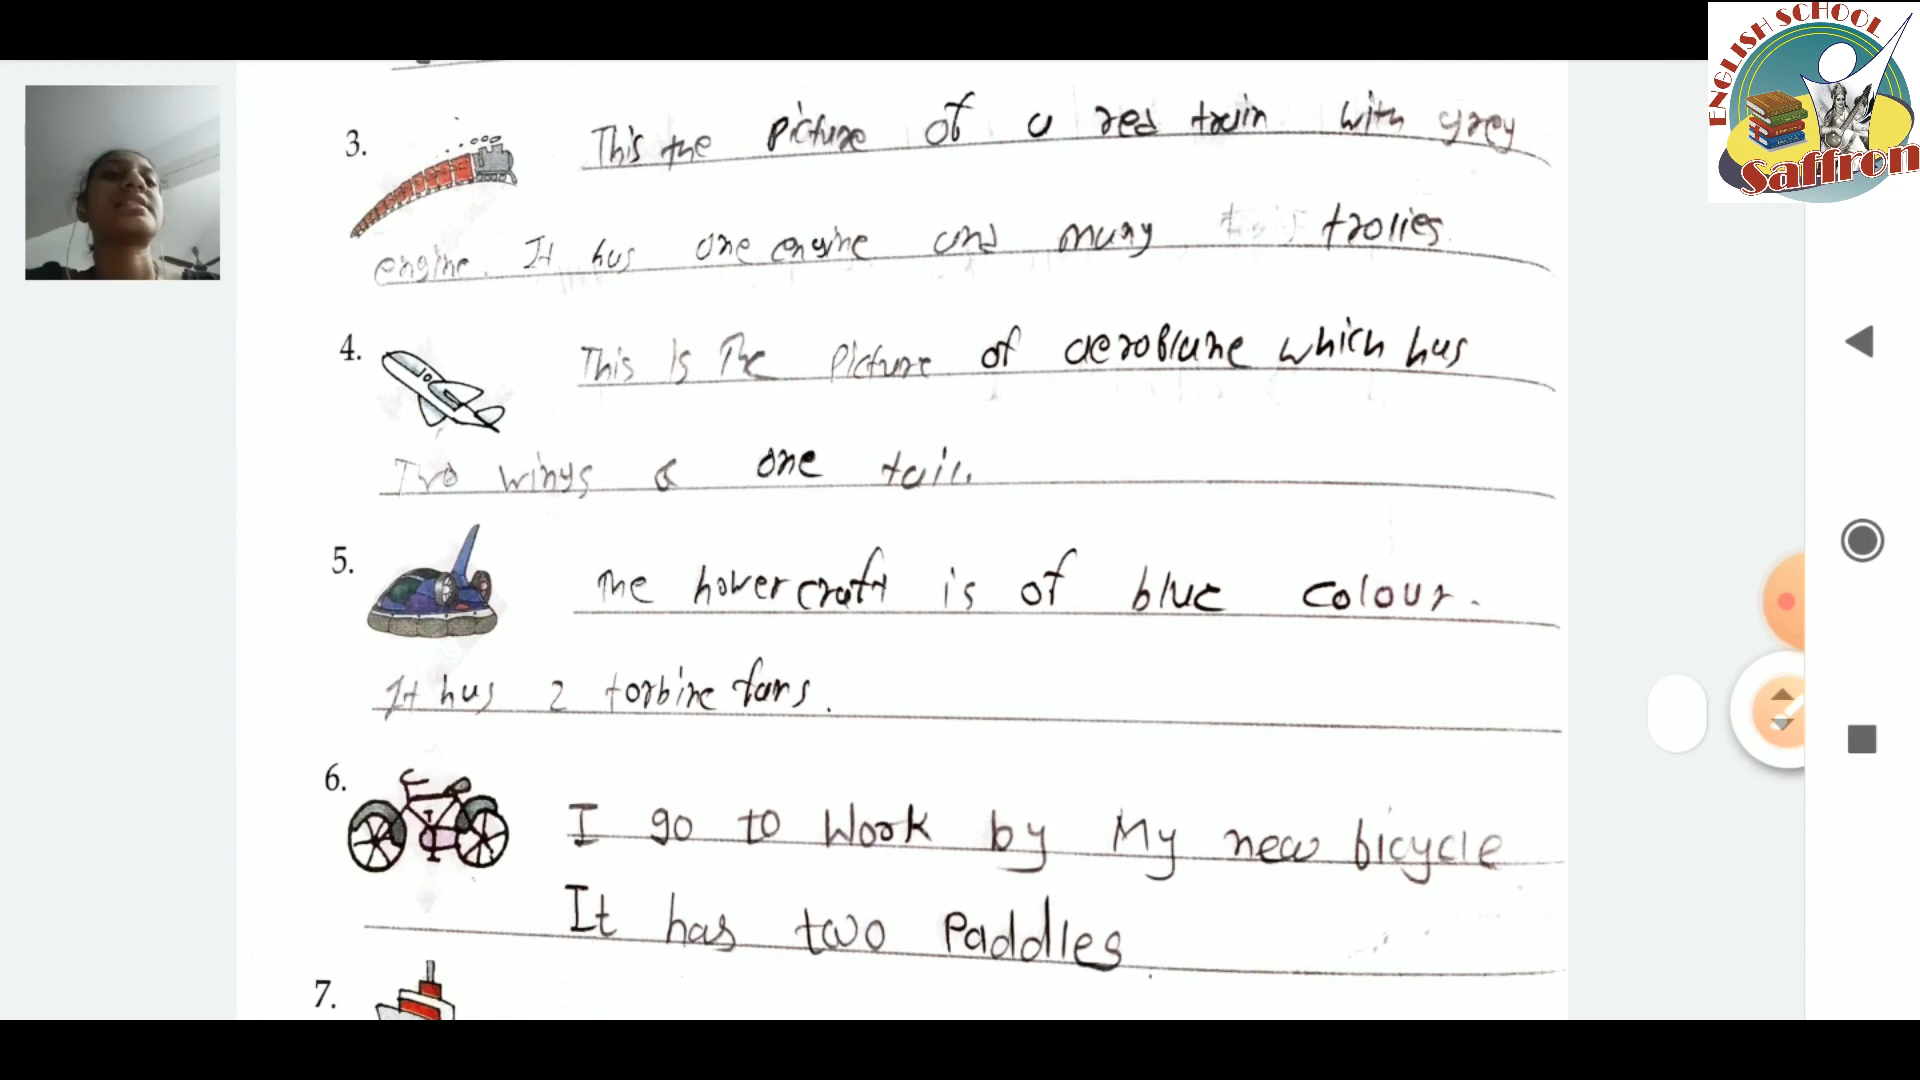 ENGLISH SCHOOL
Saffron
3. This the picture of a red train with grey
engine. It has one engine and many trolies
4. This is The picture of aeroplane which has
Two wings & one tail.
5. The hovercraft is of blue colour.
It has 2 torbine fans.
6. I go to Work by My new bicycle
It has two Paddles
7.